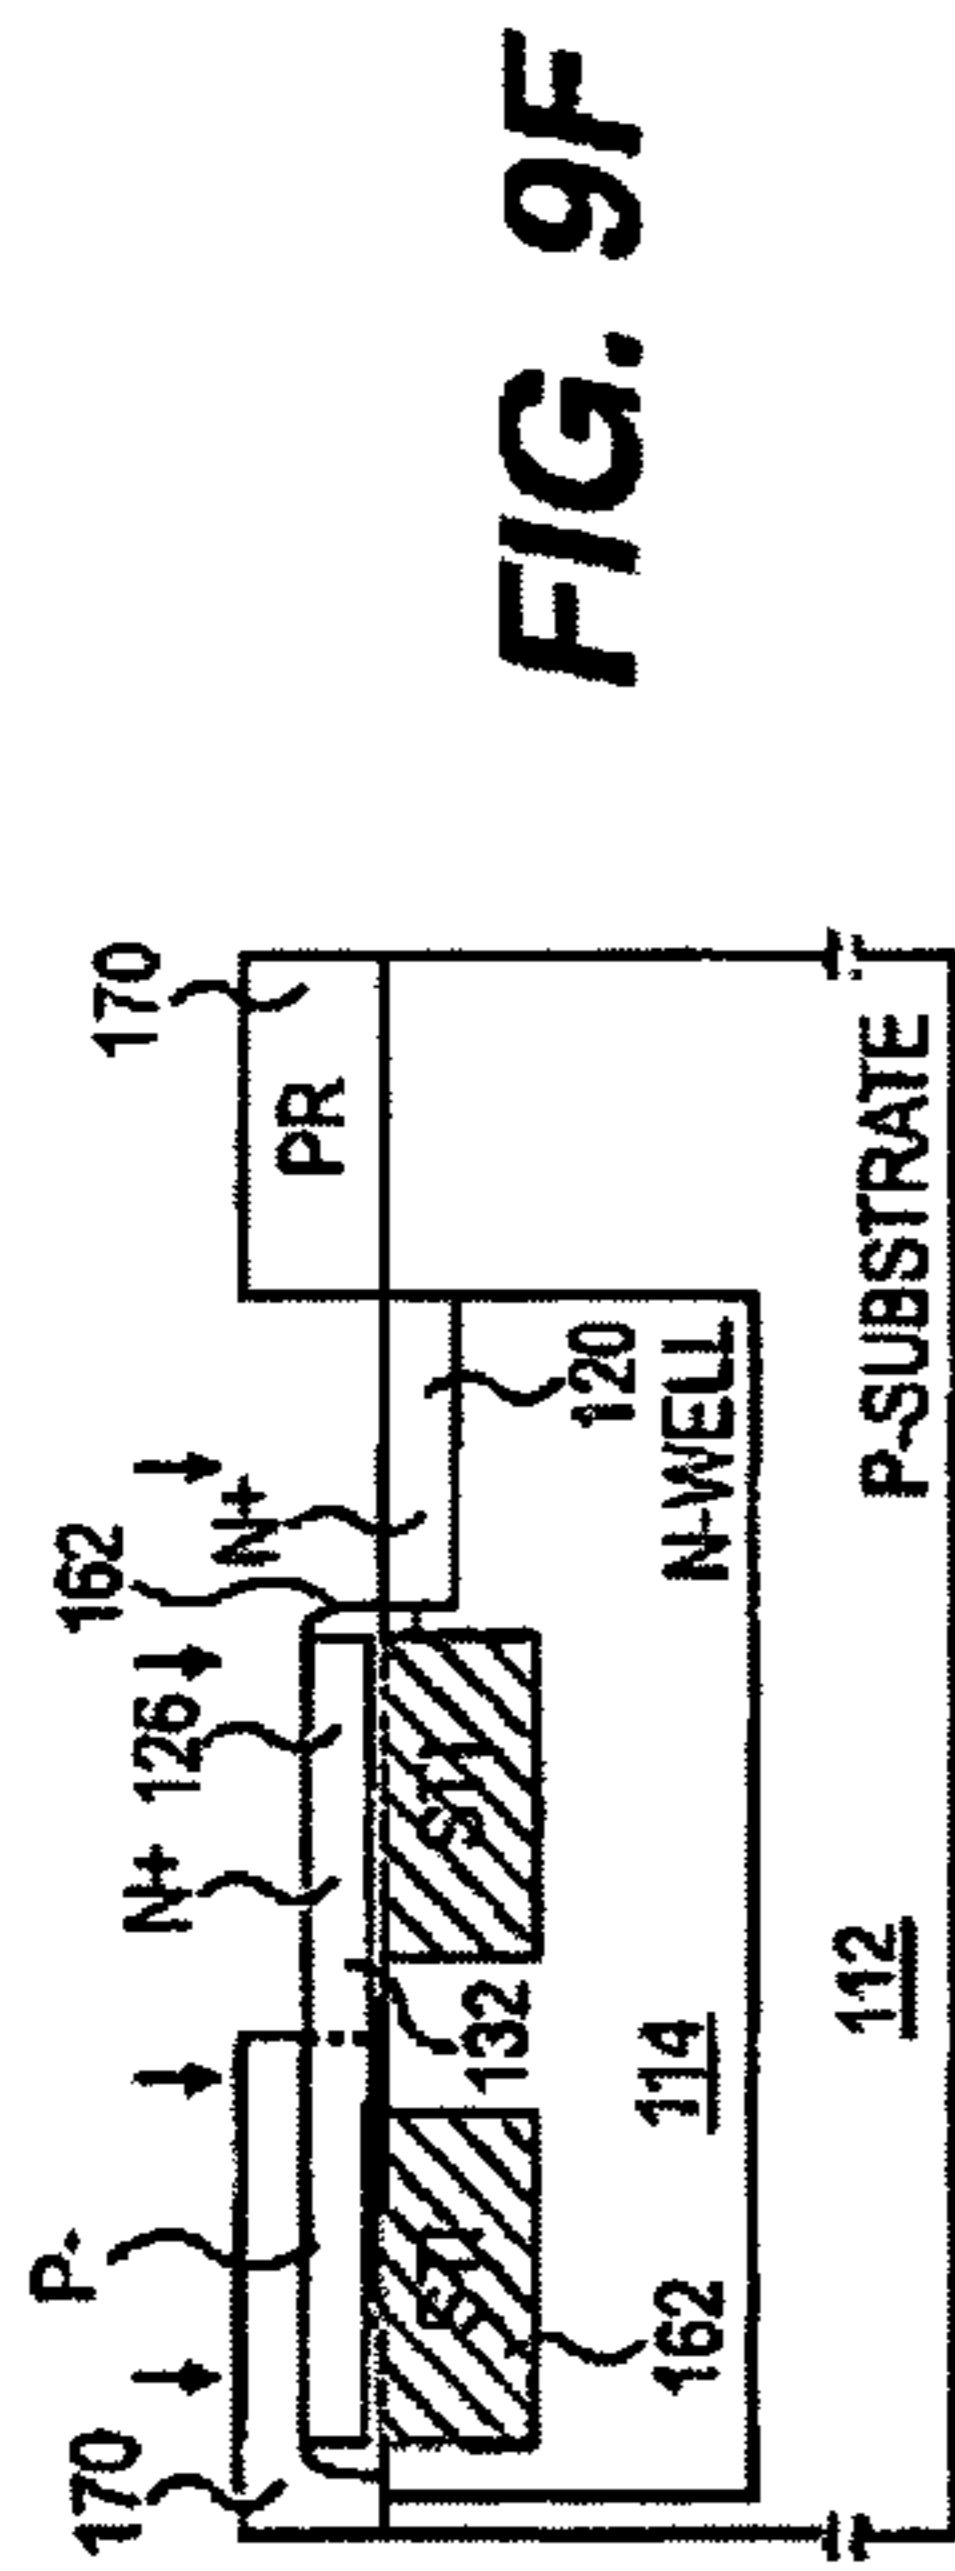 170
P-
N+
126
162
N+
170
PR
STI
STI
132
120
162
N-WELL
114
P-SUBSTRATE
112
FIG. 9F